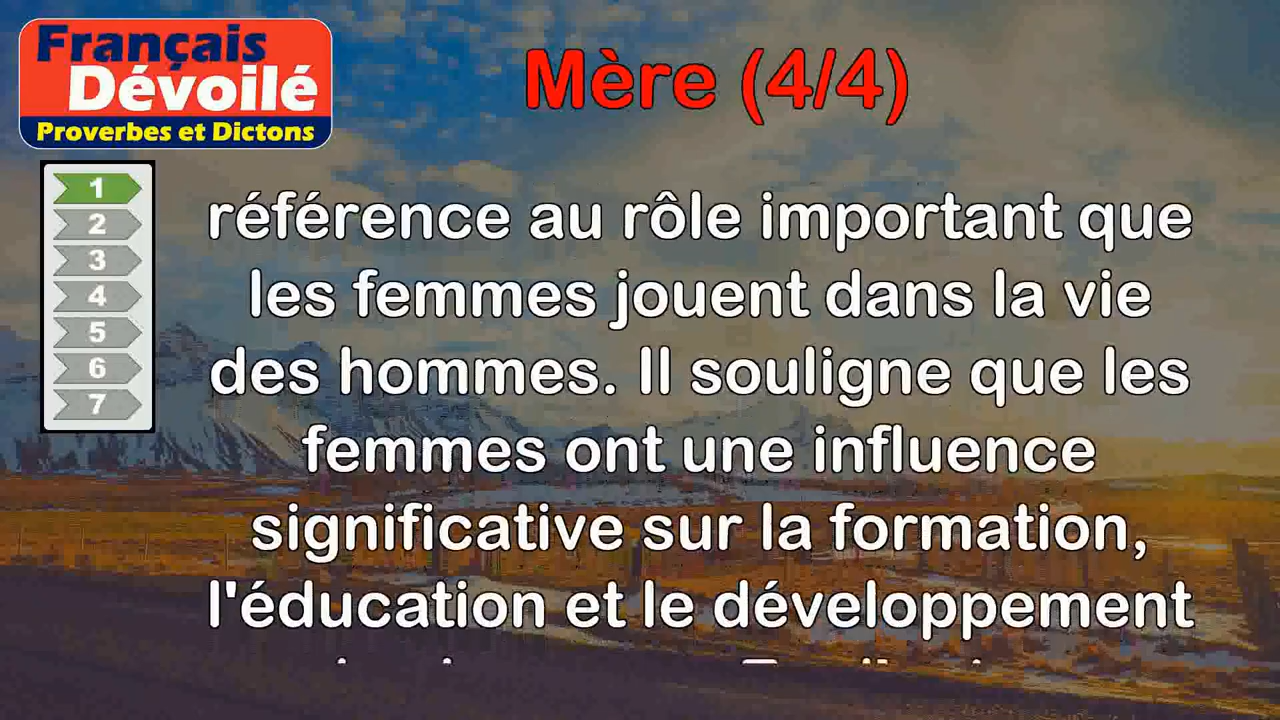 Français
Dévoilé
Proverbes et Dictons
Mère (4/4)
1
2
3
4
5
6
7
référence au rôle important que
les femmes jouent dans la vie
des hommes. Il souligne que les
femmes ont une influence
significative sur la formation,
l'éducation et le développement